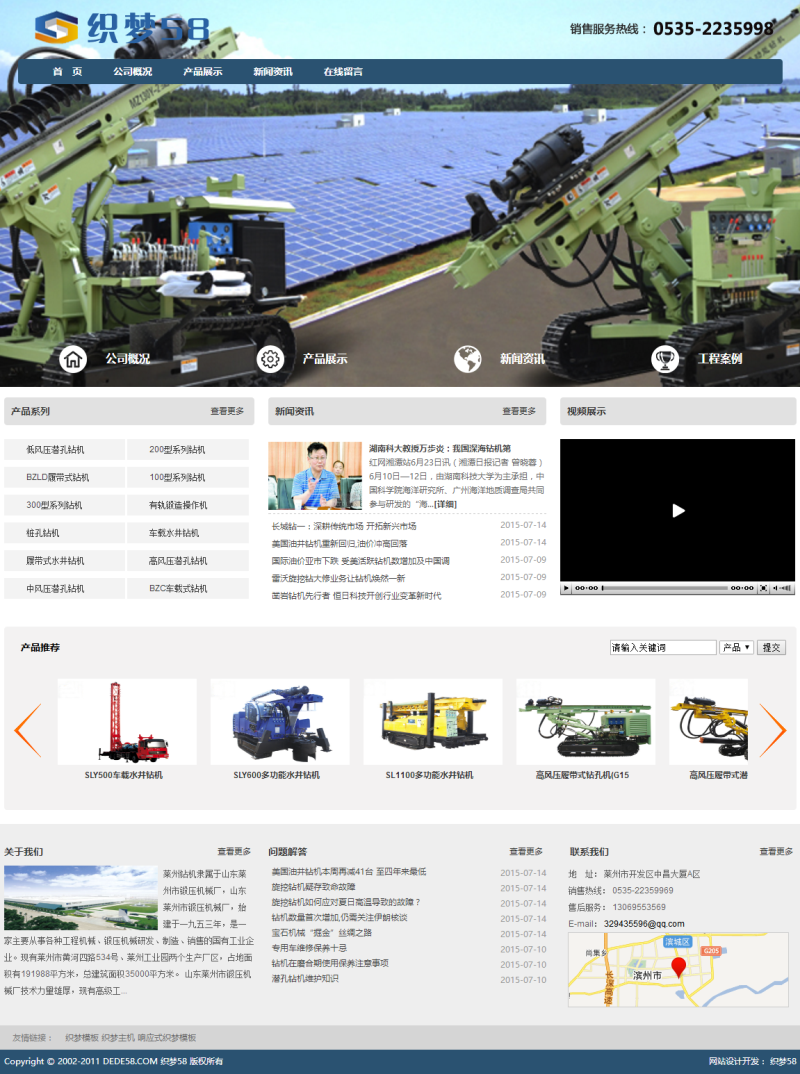 织梦58
销售服务热线： 0535-2235998
首 页 公司概况 产品展示 新闻资讯 在线留言
MZ130Y-2
公司概况 产品展示 新闻资讯 工程案例
产品系列 查看更多
低风压潜孔钻机 200型系列钻机
BZLD履带式钻机 100型系列钻机
300型系列钻机 有轨锻造操作机
桩孔钻机 车载水井钻机
履带式水井钻机 高风压潜孔钻机
中风压潜孔钻机 BZC车载式钻机
新闻资讯 查看更多
湖南科大教授万步炎：我国深海钻机第
红网湘潭站6月23日讯（湘潭日报记者 曾晓蓉）
6月10日—12日，由湖南科技大学为主承担，中
国科学院海洋研究所、广州海洋地质调查局共同
参与研发的“海...[详细]
长城钻一：深耕传统市场 开拓新兴市场 2015-07-14
美国油井钻机重新回归,油价冲高回落 2015-07-14
国际油价亚市下跌 受美活跃钻机数增加及中国调 2015-07-09
雷沃旋挖钻大修业务让钻机焕然一新 2015-07-09
凿岩钻机先行者 恒日科技开创行业变革新时代 2015-07-09
视频展示
00:00 00:00
产品推荐
请输入关键词 产品 提交
SLY500车载水井钻机
SLY600多功能水井钻机
SL1100多功能水井钻机
高风压履带式钻孔机(G15
高风压履带式潜
关于我们 查看更多
莱州钻机隶属于山东莱
州市锻压机械厂，山东
莱州市锻压机械厂，始
建于一九五三年，是一
家主要从事各种工程机械、锻压机械研发、制造、销售的国有工业企
业。现有莱州市黄河四路534号、莱州工业园两个生产厂区，占地面
积有191988平方米，总建筑面积35000平方米。 山东莱州市锻压机
械厂技术力量雄厚，现有高级工...
问题解答 查看更多
美国油井钻机本周再减41台 至四年来最低 2015-07-14
旋挖钻机疑存致命故障 2015-07-14
旋挖钻机如何应对夏日高温导致的故障？ 2015-07-14
钻机数量首次增加,仍需关注伊朗核谈 2015-07-14
宝石机械“掘金”丝绸之路 2015-07-14
专用车维修保养十忌 2015-07-10
钻机在磨合期使用保养注意事项 2015-07-10
潜孔钻机维护知识 2015-07-10
联系我们 查看更多
地 址： 莱州市开发区中昌大厦A区
销售热线： 0535-22359969
售后服务： 13069553569
E-mail： 329435596@qq.com
滨城区
G205
尚集乡
滨州市
长深高速
友情链接： 织梦模板 织梦主机 响应式织梦模板
Copyright © 2002-2011 DEDE58.COM 织梦58 版权所有
网站设计开发： 织梦58